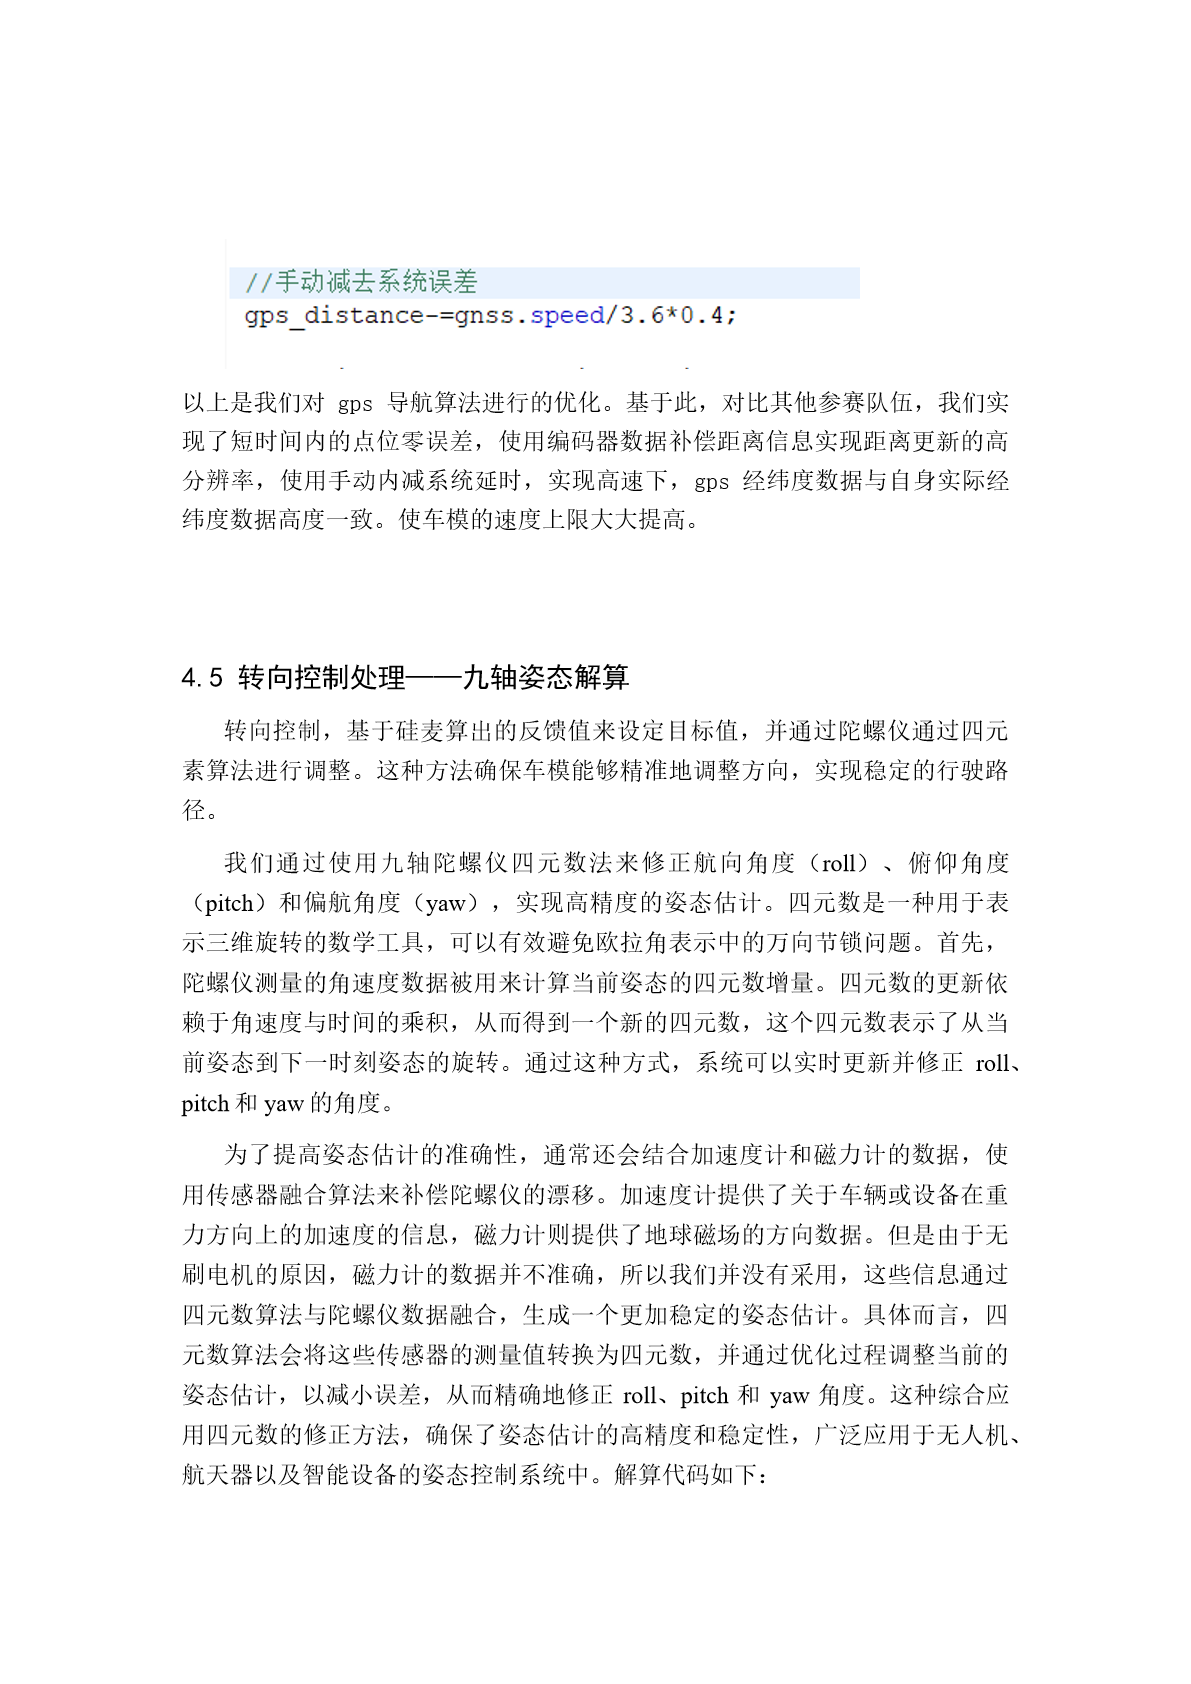 //手动减去系统误差
gps_distance-=gnss.speed/3.6*0.4;
以上是我们对 gps 导航算法进行的优化。基于此，对比其他参赛队伍，我们实
现了短时间内的点位零误差，使用编码器数据补偿距离信息实现距离更新的高
分辨率，使用手动内减系统延时，实现高速下，gps 经纬度数据与自身实际经
纬度数据高度一致。使车模的速度上限大大提高。
4.5 转向控制处理——九轴姿态解算
转向控制，基于硅麦算出的反馈值来设定目标值，并通过陀螺仪通过四元
素算法进行调整。这种方法确保车模能够精准地调整方向，实现稳定的行驶路
径。
我们通过使用九轴陀螺仪四元数法来修正航向角度（roll）、俯仰角度
（pitch）和偏航角度（yaw），实现高精度的姿态估计。四元数是一种用于表
示三维旋转的数学工具，可以有效避免欧拉角表示中的万向节锁问题。首先，
陀螺仪测量的角速度数据被用来计算当前姿态的四元数增量。四元数的更新依
赖于角速度与时间的乘积，从而得到一个新的四元数，这个四元数表示了从当
前姿态到下一时刻姿态的旋转。通过这种方式，系统可以实时更新并修正 roll、
pitch 和 yaw 的角度。
为了提高姿态估计的准确性，通常还会结合加速度计和磁力计的数据，使
用传感器融合算法来补偿陀螺仪的漂移。加速度计提供了关于车辆或设备在重
力方向上的加速度的信息，磁力计则提供了地球磁场的方向数据。但是由于无
刷电机的原因，磁力计的数据并不准确，所以我们并没有采用，这些信息通过
四元数算法与陀螺仪数据融合，生成一个更加稳定的姿态估计。具体而言，四
元数算法会将这些传感器的测量值转换为四元数，并通过优化过程调整当前的
姿态估计，以减小误差，从而精确地修正 roll、pitch 和 yaw 角度。这种综合应
用四元数的修正方法，确保了姿态估计的高精度和稳定性，广泛应用于无人机、
航天器以及智能设备的姿态控制系统中。解算代码如下：